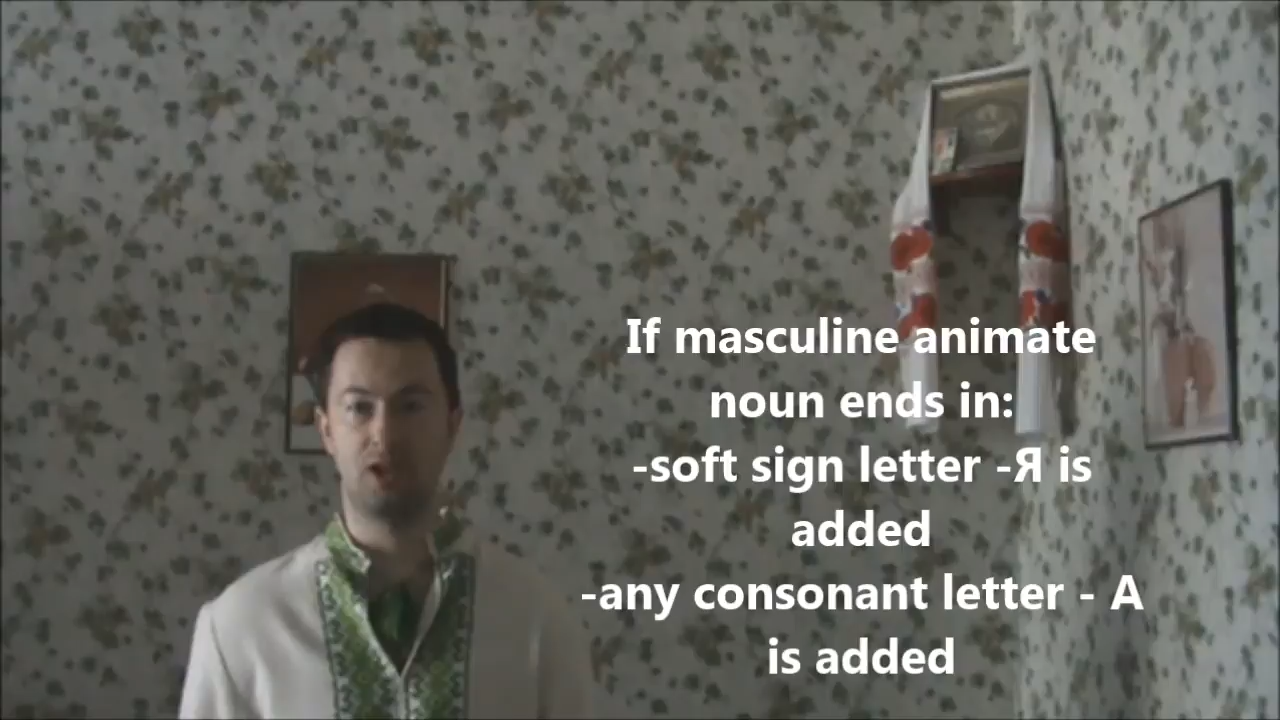 If masculine animate
noun ends in:
-soft sign letter -Я is
added
-any consonant letter - А
is added